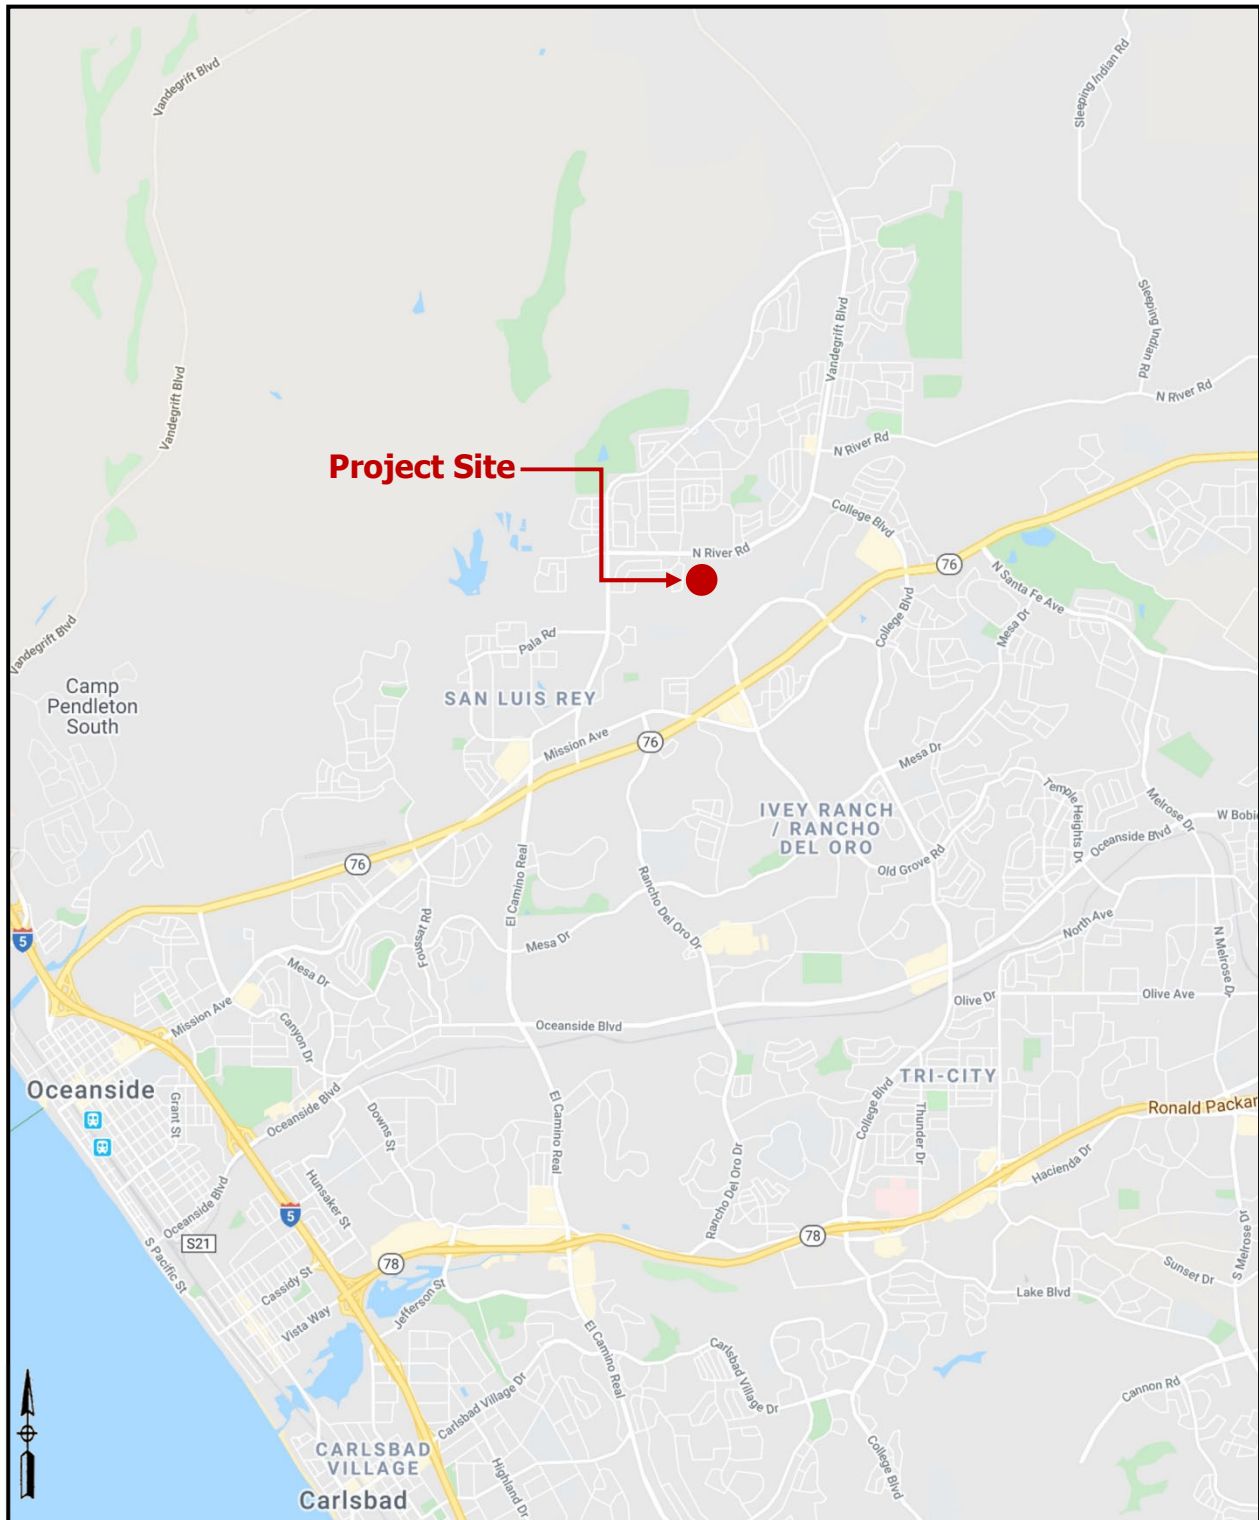 Vandegrift Blvd
Sleeping Indian Rd
Sleeping Indian Rd
Vandegrift Blvd
Vandegrift Blvd
N River Rd
N River Rd
Project Site
College Blvd
N River Rd
76
N Santa Fe Ave
College Blvd
Mesa Dr
Vandegrift Blvd
Pala Rd
Camp
Pendleton
South
SAN LUIS REY
Mission Ave
76
Mesa Dr
IVEY RANCH
/ RANCHO
DEL ORO
Temple Heights Dr
Melrose Dr
W Bobie
Oceanside Blvd
76
El Camino Real
Rancho Del Oro Dr
Old Grove Rd
Foussat Rd
North Ave
5
Mesa Dr
Mesa Dr
N Melrose Dr
Mission Ave
Canyon Dr
Oceanside Blvd
Olive Dr
Olive Ave
Oceanside
Grant St
Oceanside Blvd
Downs St
El Camino Real
College Blvd
TRI-CITY
Thunder Dr
Ronald Packar
Hacienda Dr
Rancho Del Oro Dr
Hunsaker St
Oceanside Blvd
5
S21
S Pacific St
78
78
S Melrose Dr
Sunset Dr
Cassidy St
Vista Way
Jefferson St
Lake Blvd
El Camino Real
Carlsbad Village Dr
Carlsbad Village Dr
Cannon Rd
CARLSBAD
VILLAGE
Highland Dr
College Blvd
Carlsbad